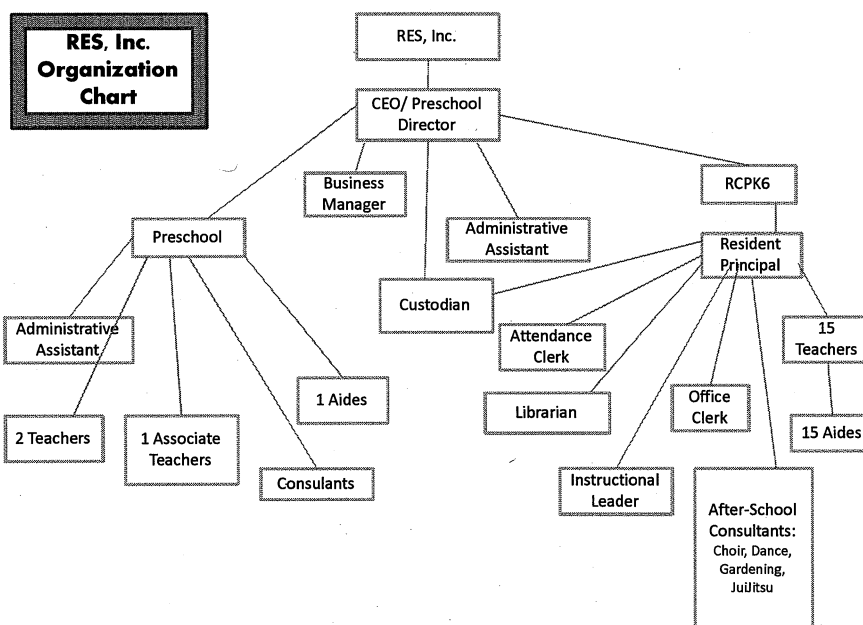 RES, Inc.
Organization
Chart
RES, Inc.
CEO/ Preschool
Director
Business
Manager
RCPK6
Preschool
Administrative
Assistant
Resident
Principal
Custodian
Administrative
Assistant
Attendance
Clerk
15
Teachers
1 Aides
Librarian
Office
Clerk
2 Teachers
1 Associate
Teachers
15 Aides
Consulants
Instructional
Leader
After-School
Consultants:
Choir, Dance,
Gardening,
JuiJitsu